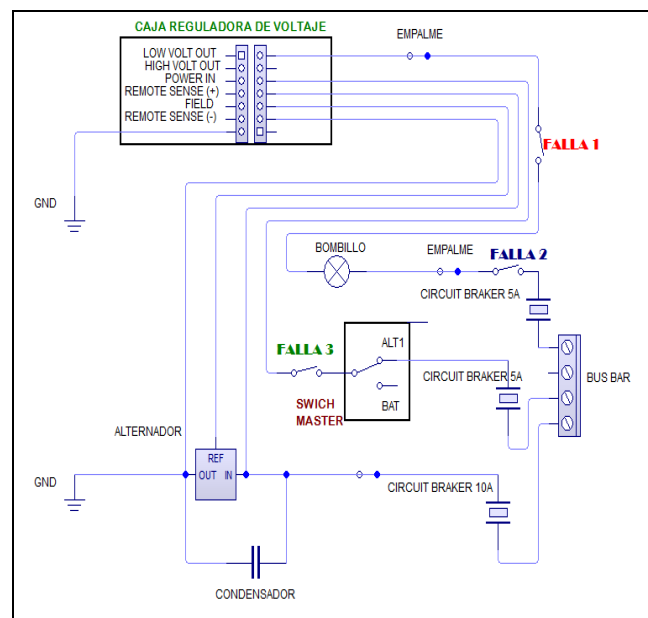 CAJA REGULADORA DE VOLTAJE
EMPALME
LOW VOLT OUT
HIGH VOLT OUT
POWER IN
REMOTE SENSE (+)
FIELD
REMOTE SENSE (-)
FALLA 1
GND
BOMBILLO
EMPALME
FALLA 2
CIRCUIT BRAKER 5A
ALT1
FALLA 3
CIRCUIT BRAKER 5A
BUS BAR
SWICH
MASTER
BAT
ALTERNADOR
REF
OUT IN
GND
CIRCUIT BRAKER 10A
CONDENSADOR